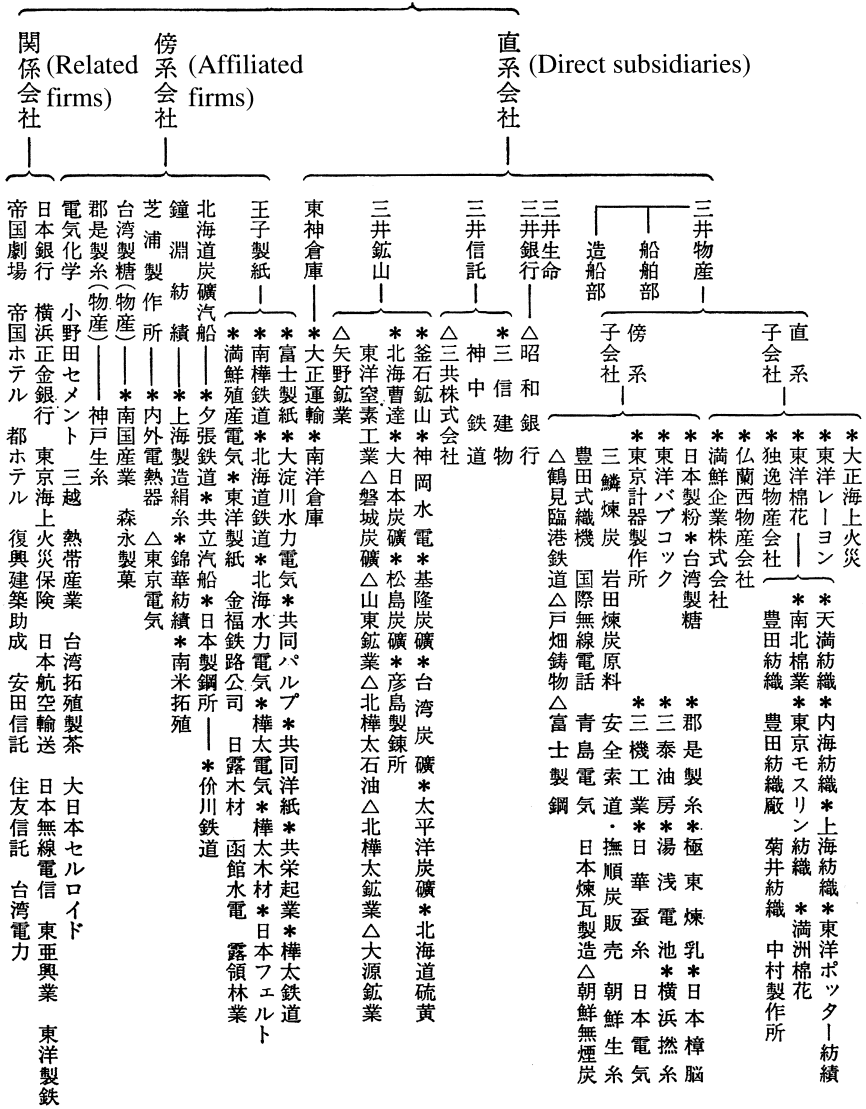 直系会社 (Direct subsidiaries)
傍系会社 (Affiliated firms)
関係会社 (Related firms)
三井物産
船舶部
造船部
直系子会社
*大正海上火災
*東洋レーヨン
*東洋棉花
*天満紡織*内海紡織*上海紡織*東洋ポッター紡績
*南北棉業*東京モスリン紡織 *満洲棉花
*独逸物産会社 豊田紡織 豊田紡織廠 菊井紡織 中村製作所
*仏蘭西物産会社
*満鮮企業株式会社
傍系子会社
*日本製粉*台湾製糖 *郡是製糸*極東煉乳*日本樟脳
*東洋バブコック *三泰油房*湯浅電池*横浜撚糸
*東京計器製作所 *三機工業*日華蚕糸 日本電気
三鱗煉炭 岩田煉炭原料 安全索道・撫順炭販売 朝鮮生糸
豊田式織機 国際無線電話 青島電気 日本煉瓦製造△朝鮮無煙炭
△鶴見臨港鉄道△戸畑鋳物△富士製鋼
三井生命
三井銀行
△昭和銀行
三井信託
*三信建物
神中鉄道
△三共株式会社
三井鉱山
*釜石鉱山*神岡水電*基隆炭礦*台湾炭礦*太平洋炭礦*北海道硫黄
*北海曹達*大日本炭礦*松島炭礦*彦島製錬所
東洋窒素工業△磐城炭礦△山東鉱業△北樺太石油△北樺太鉱業△大源鉱業
△矢野鉱業
東神倉庫
*大正運輸*南洋倉庫
王子製紙
*富士製紙*大淀川水力電気*共同パルプ*共同洋紙*共栄起業*樺太鉄道
*南樺鉄道*北海道鉄道*北海水力電気*樺太電気*樺太木材*日本フェルト
*満鮮殖産電気*東洋製紙 金福鉄路公司 日露木材 函館水電 露領林業
北海道炭礦汽船
*夕張鉄道*共立汽船*日本製鋼所
*价川鉄道
鐘淵紡績
*上海製造絹糸*錦華紡績*南米拓殖
芝浦製作所
*内外電熱器 △東京電気
台湾製糖(物産)
*南国産業 森永製菓
郡是製糸(物産)
神戸生糸
電気化学 小野田セメント 三越 熱帯産業 台湾拓殖製茶 大日本セルロイド
日本銀行 横浜正金銀行 東京海上火災保険 日本航空輸送 日本無線電信 東亜興業 東洋製鉄
帝国劇場 帝国ホテル 都ホテル 復興建築助成 安田信託 住友信託 台湾電力